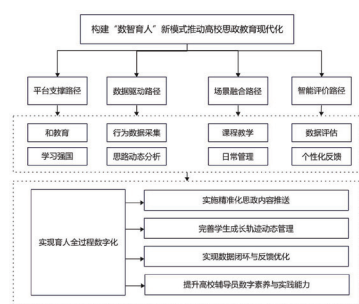 构建“数智育人”新模式推动高校思政教育现代化
平台支撑路径 数据驱动路径 场景融合路径 智能评价路径
和教育 行为数据采集 课程教学 数据评估
学习强国 思路动态分析 日常管理 个性化反馈
实现育人全过程数字化
实施精准化思政内容推送
完善学生成长轨迹动态管理
实现数据闭环与反馈优化
提升高校辅导员数字素养与实践能力